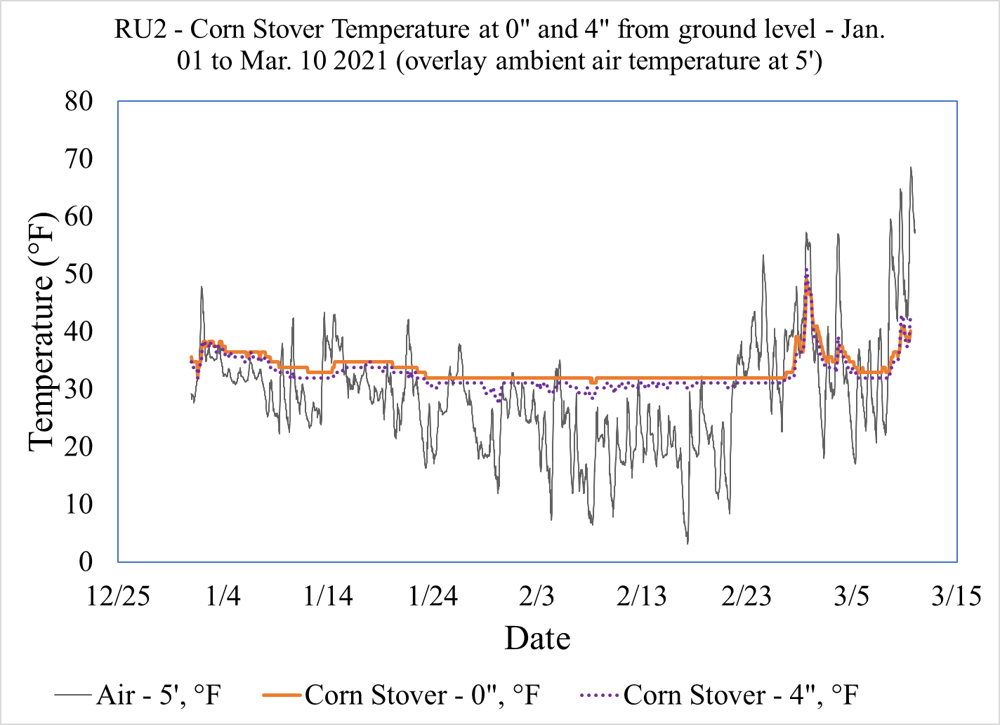 RU2 - Corn Stover Temperature at 0" and 4" from ground level - Jan.
01 to Mar. 10 2021 (overlay ambient air temperature at 5')
Temperature (°F)
80
70
60
50
40
30
20
10
0
12/25 1/4 1/14 1/24 2/3 2/13 2/23 3/5 3/15
Date
Air - 5', °F Corn Stover - 0", °F Corn Stover - 4", °F